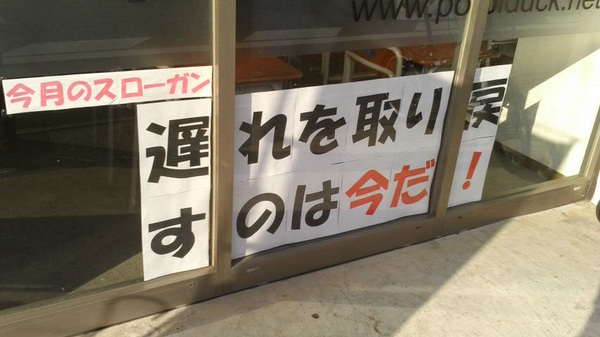 今月のスローガン
遅れを取り戻
すのは今だ!